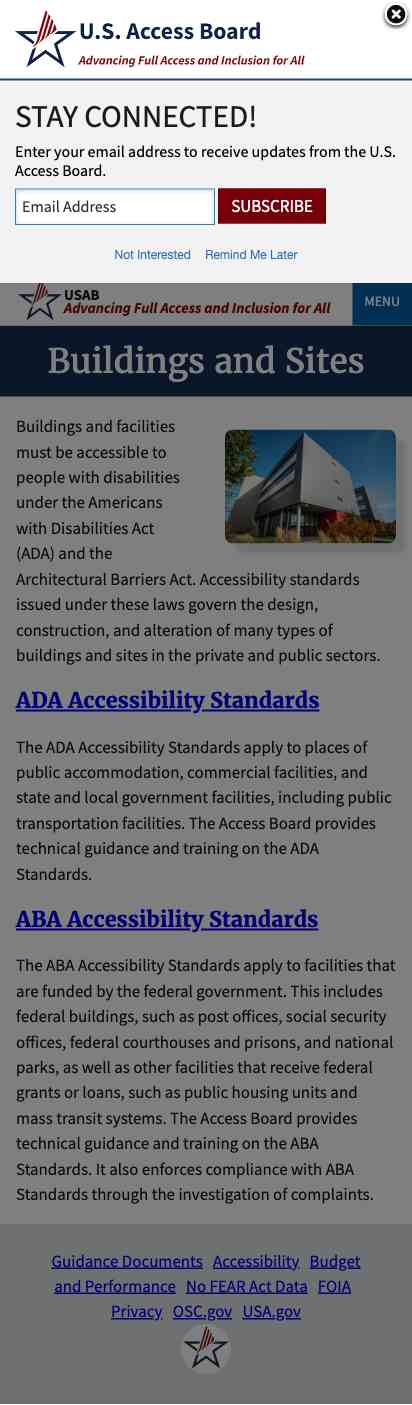 U.S. Access Board
Advancing Full Access and Inclusion for All
STAY CONNECTED!
Enter your email address to receive updates from the U.S.
Access Board.
Email Address
SUBSCRIBE
Not Interested Remind Me Later
USAB
Advancing Full Access and Inclusion for All
MENU
Buildings and Sites
Buildings and facilities
must be accessible to
people with disabilities
under the Americans
with Disabilities Act
(ADA) and the
Architectural Barriers Act. Accessibility standards
issued under these laws govern the design,
construction, and alteration of many types of
buildings and sites in the private and public sectors.
ADA Accessibility Standards
The ADA Accessibility Standards apply to places of
public accommodation, commercial facilities, and
state and local government facilities, including public
transportation facilities. The Access Board provides
technical guidance and training on the ADA
Standards.
ABA Accessibility Standards
The ABA Accessibility Standards apply to facilities that
are funded by the federal government. This includes
federal buildings, such as post offices, social security
offices, federal courthouses and prisons, and national
parks, as well as other facilities that receive federal
grants or loans, such as public housing units and
mass transit systems. The Access Board provides
technical guidance and training on the ABA
Standards. It also enforces compliance with ABA
Standards through the investigation of complaints.
Guidance Documents Accessibility Budget
and Performance No FEAR Act Data FOIA
Privacy OSC.gov USA.gov